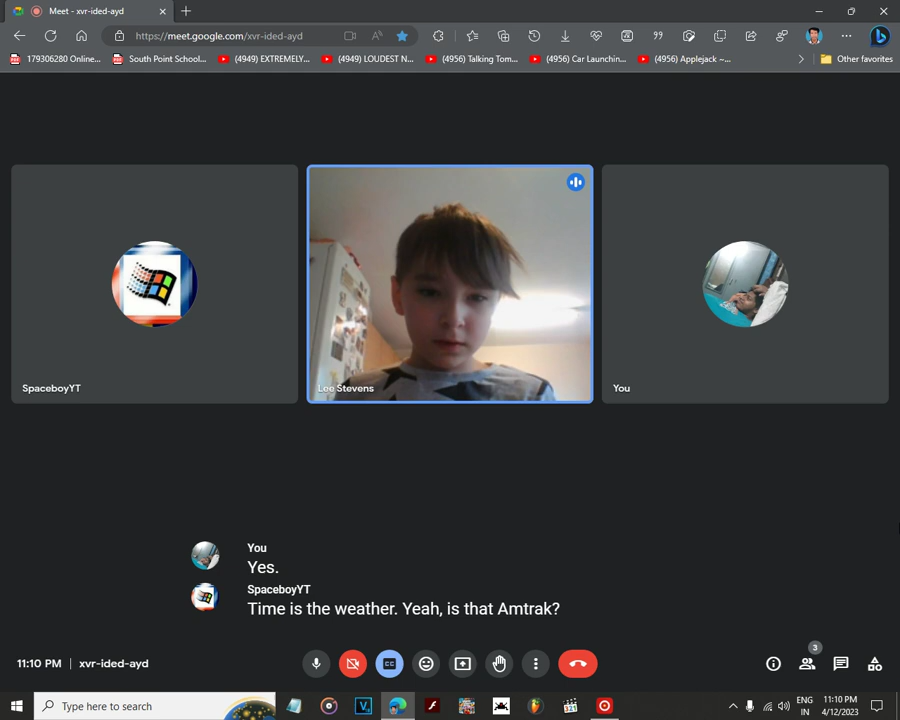 Meet - xvr-ided-ayd
https://meet.google.com/xvr-ided-ayd
179306280 Online...
South Point School...
(4949) EXTREMELY...
(4949) LOUDEST N...
(4956) Talking Tom...
(4956) Car Launchin...
(4956) Applejack ~...
Other favorites
SpaceboyYT
Lee Stevens
You
You
Yes.
SpaceboyYT
Time is the weather. Yeah, is that Amtrak?
11:10 PM | xvr-ided-ayd
CC
3
Type here to search
321
ENG
IN
11:10 PM
4/12/2023